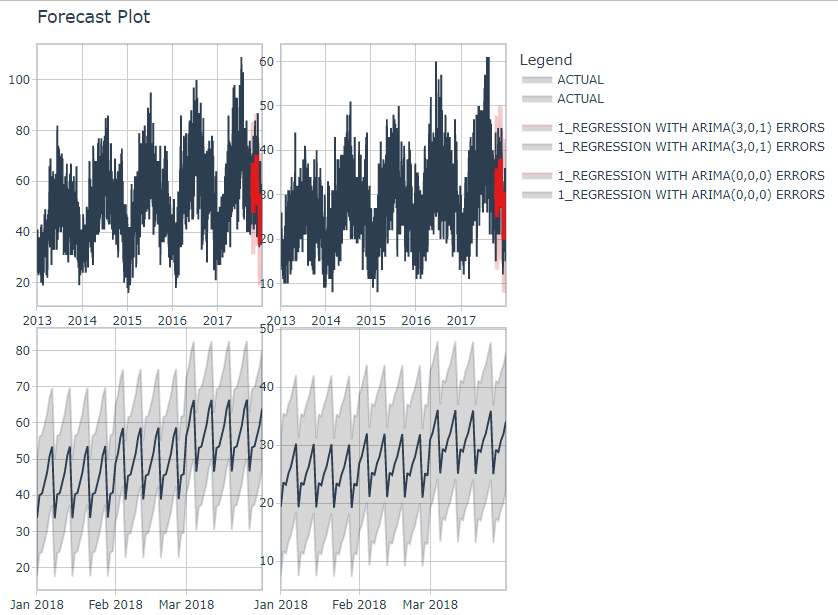 Forecast Plot
Legend
ACTUAL
ACTUAL
1_REGRESSION WITH ARIMA(3,0,1) ERRORS
1_REGRESSION WITH ARIMA(3,0,1) ERRORS
1_REGRESSION WITH ARIMA(0,0,0) ERRORS
1_REGRESSION WITH ARIMA(0,0,0) ERRORS
100
80
60
40
20
2013 2014 2015 2016 2017
60
50
40
30
20
10
2013 2014 2015 2016 2017
80
70
60
50
40
30
20
Jan 2018 Feb 2018 Mar 2018
50
40
30
20
10
Jan 2018 Feb 2018 Mar 2018